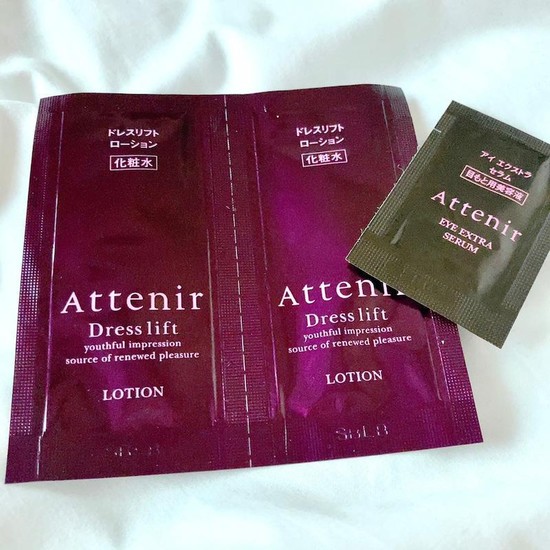 ドレスリフト
ローション
化粧水
Attenir
Dress lift
youthful impression
source of renewed pleasure
LOTION
ドレスリフト
ローション
化粧水
Attenir
Dress lift
youthful impression
source of renewed pleasure
LOTION
アイ エクストラ
セラム
目もと用美容液
Attenir
EYE EXTRA
SERUM